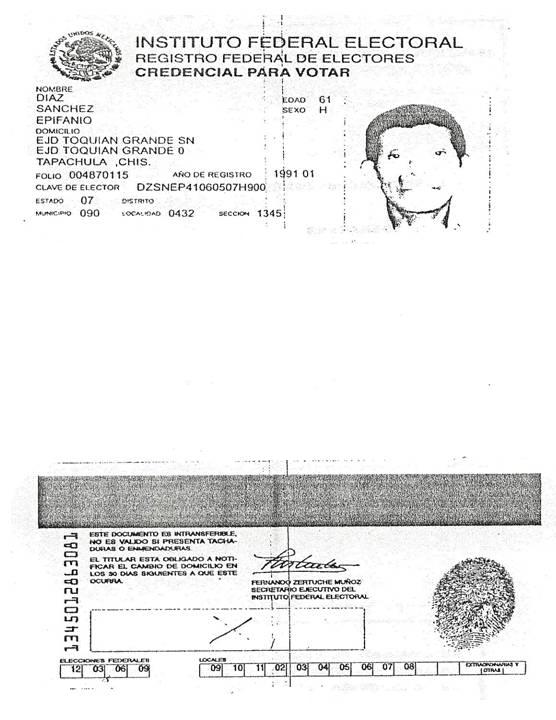 ESTADOS UNIDOS MEXICANOS
INSTITUTO FEDERAL ELECTORAL
REGISTRO FEDERAL DE ELECTORES
CREDENCIAL PARA VOTAR
NOMBRE
DIAZ
SANCHEZ
EPIFANIO
EDAD 61
SEXO H
DOMICILIO
EJD TOQUIAN GRANDE SN
EJD TOQUIAN GRANDE 0
TAPACHULA ,CHIS.
FOLIO 004870115 AÑO DE REGISTRO 1991 01
CLAVE DE ELECTOR DZSNEP41060507H900
ESTADO 07 DISTRITO
MUNICIPIO 090 LOCALIDAD 0432 SECCION 1345
ESTE DOCUMENTO ES INTRANSFERIBLE,
NO ES VALIDO SI PRESENTA TACHA-
DURAS O ENMENDADURAS.
EL TITULAR ESTA OBLIGADO A NOTI-
FICAR EL CAMBIO DE DOMICILIO EN
LOS 30 DIAS SIGUIENTES A QUE ESTE
OCURRA.
FERNANDO ZERTUCHE MUÑOZ
SECRETARIO EJECUTIVO DEL
INSTITUTO FEDERAL ELECTORAL
ELECCIONES FEDERALES
12 03 06 09
LOCALES
09 10 11 02 03 04 05 06 07 08
EXTRAORDINARIAS Y
OTRAS